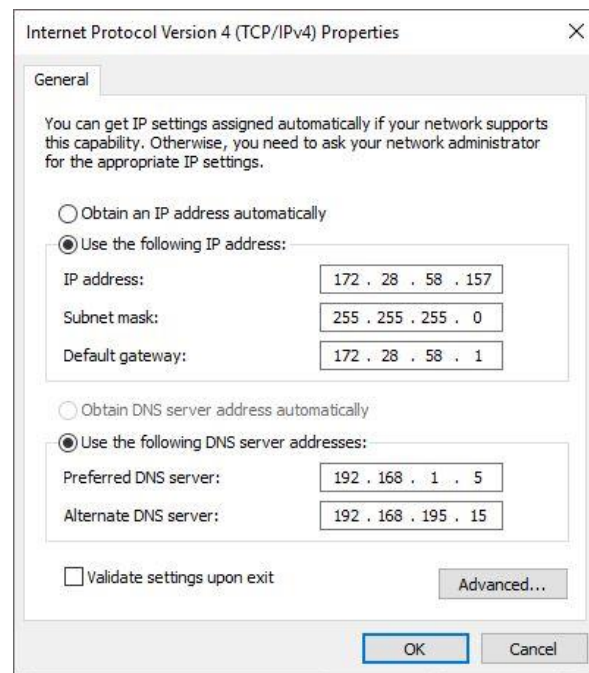 Internet Protocol Version 4 (TCP/IPv4) Properties
General
You can get IP settings assigned automatically if your network supports
this capability. Otherwise, you need to ask your network administrator
for the appropriate IP settings.
Obtain an IP address automatically
Use the following IP address:
IP address: 172 . 28 . 58 . 157
Subnet mask: 255 . 255 . 255 . 0
Default gateway: 172 . 28 . 58 . 1
Obtain DNS server address automatically
Use the following DNS server addresses:
Preferred DNS server: 192 . 168 . 1 . 5
Alternate DNS server: 192 . 168 . 195 . 15
Validate settings upon exit
Advanced...
OK Cancel